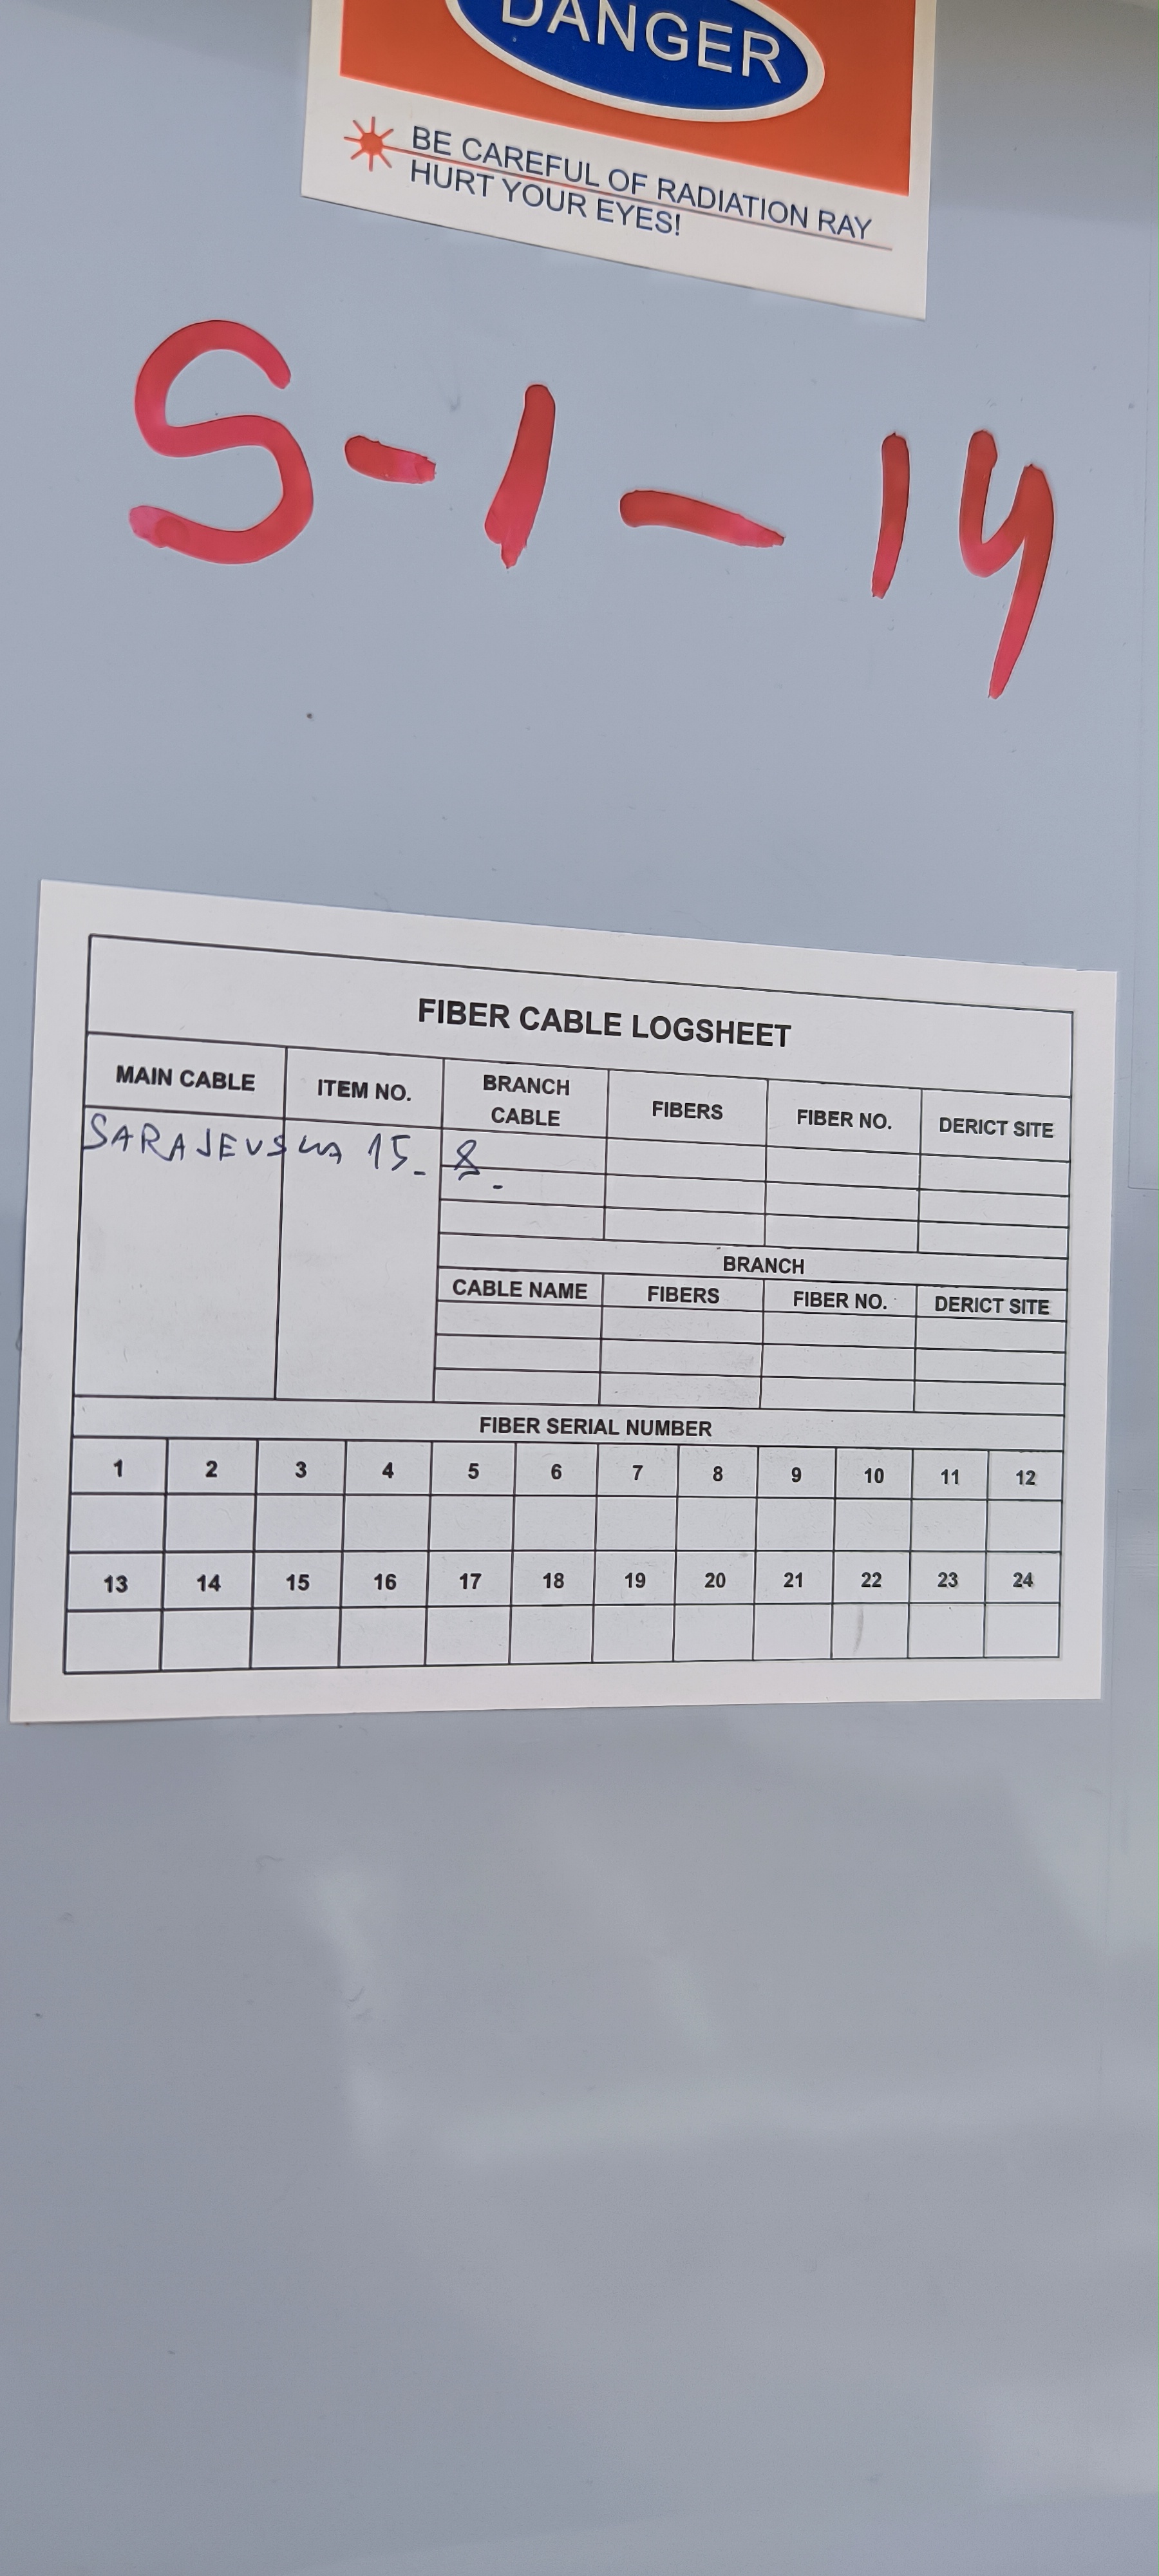 DANGER
BE CAREFUL OF RADIATION RAY
HURT YOUR EYES!
S-1-14
FIBER CABLE LOGSHEET
MAIN CABLE ITEM NO. BRANCH CABLE FIBERS FIBER NO. DERICT SITE
SARAJEVSKA 15. 8.
BRANCH
CABLE NAME FIBERS FIBER NO. DERICT SITE
FIBER SERIAL NUMBER
1 2 3 4 5 6 7 8 9 10 11 12
13 14 15 16 17 18 19 20 21 22 23 24